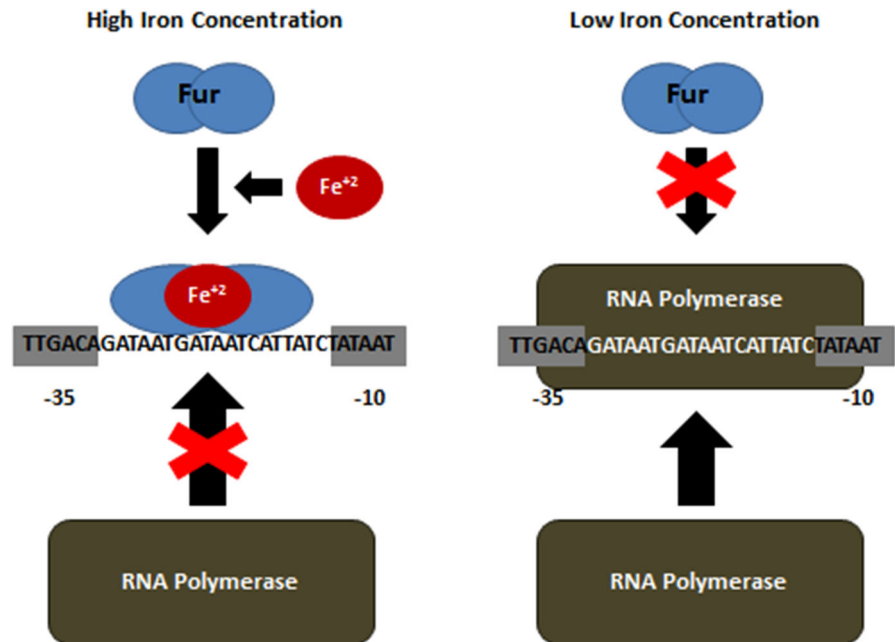 High Iron Concentration
Fur
Fe+2
Fe+2
TTGACAGATAATGATAATCATTATCTATAAT
-35
-10
RNA Polymerase
Low Iron Concentration
Fur
RNA Polymerase
TTGACAGATAATGATAATCATTATCTATAAT
-35
-10
RNA Polymerase